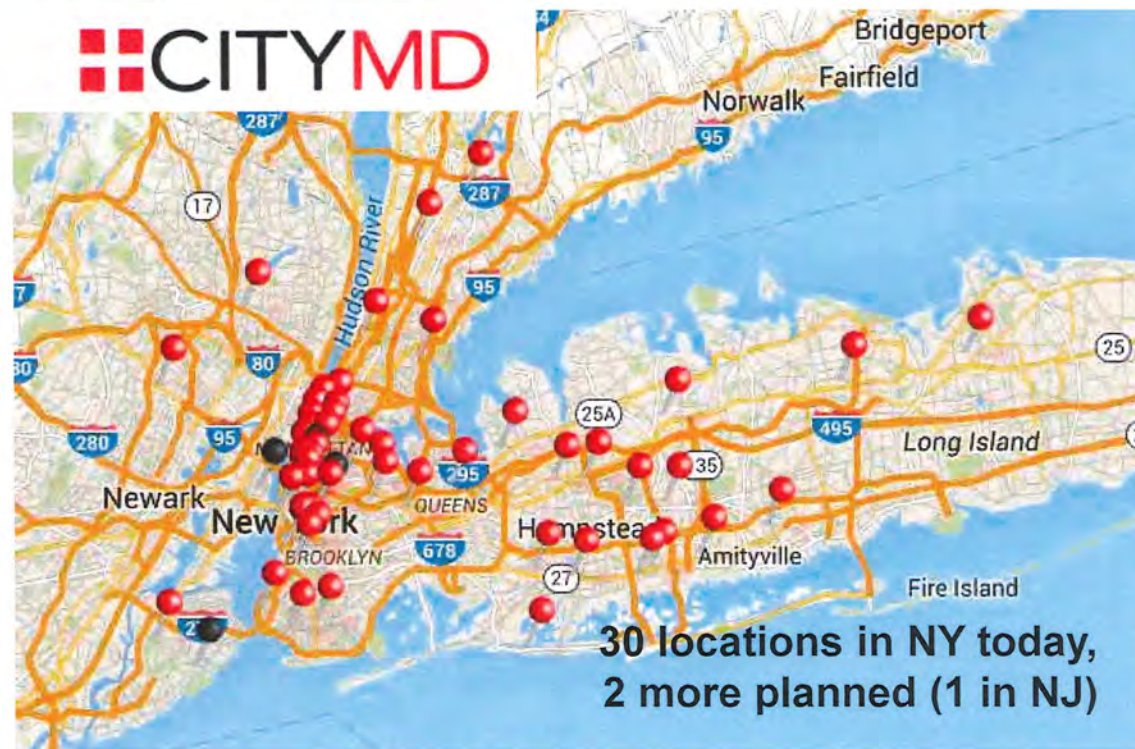 CITYMD
Bridgeport
Fairfield
Norwalk
287
95
17
287
Hudson River
95
80
80
25
25A
280
95
495
Long Island
295
35
Newark
QUEENS
New York
Hempstead
BROOKLYN
678
Amityville
27
Fire Island
30 locations in NY today,
2 more planned (1 in NJ)